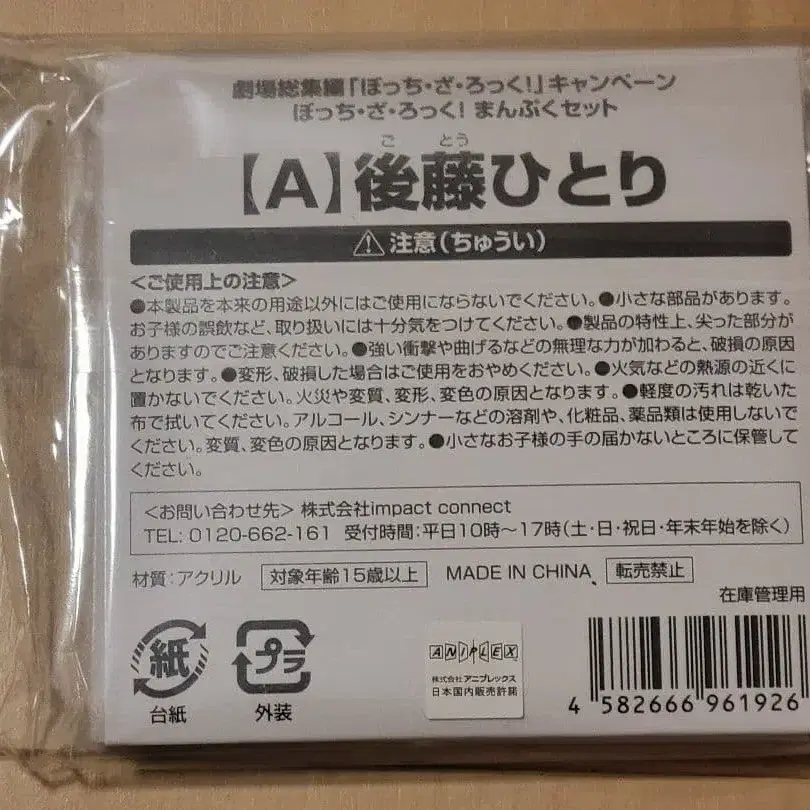 劇場総集編「ぼっち・ざ・ろっく!」キャンペーン
ぼっち・ざ・ろっく! まんぷくセット
ご とう
【A】後藤ひとり
注意(ちゅうい)
<ご使用上の注意>
●本製品を本来の用途以外にはご使用にならないでください。●小さな部品があります。
お子様の誤飲など、取り扱いには十分気をつけてください。●製品の特性上、尖った部分が
ありますのでご注意ください。●強い衝撃や曲げるなどの無理な力が加わると、破損の原因
となります。●変形、破損した場合はご使用をおやめください。●火気などの熱源の近くに
置かないでください。火災や変質、変形、変色の原因となります。●軽度の汚れは乾いた
布で拭いてください。アルコール、シンナーなどの溶剤や、化粧品、薬品類は使用しないで
ください。変質、変色の原因となります。●小さなお子様の手の届かないところに保管して
ください。
<お問い合わせ先> 株式会社impact connect
TEL: 0120-662-161 受付時間:平日10時~17時(土・日・祝日・年末年始を除く)
材質:アクリル 対象年齢15歳以上 MADE IN CHINA 転売禁止
在庫管理用
紙
台紙
プラ
外装
ANIPLEX
株式会社 アニプレックス
日本国内販売許諾
4 582666 961926